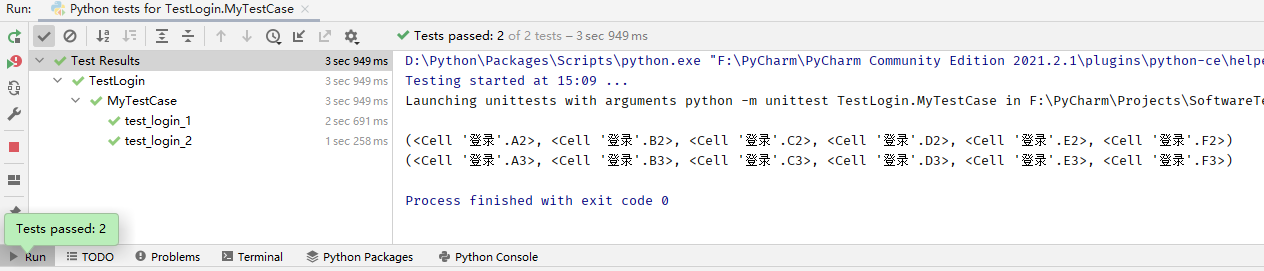 Run:
Python tests for TestLogin.MyTestCase
Tests passed: 2 of 2 tests – 3 sec 949 ms
Test Results 3 sec 949 ms
TestLogin 3 sec 949 ms
MyTestCase 3 sec 949 ms
test_login_1 2 sec 691 ms
test_login_2 1 sec 258 ms
D:\Python\Packages\Scripts\python.exe "F:\PyCharm\PyCharm Community Edition 2021.2.1\plugins\python-ce\helpe
Testing started at 15:09 ...
Launching unittests with arguments python -m unittest TestLogin.MyTestCase in F:\PyCharm\Projects\SoftwareTe
(<Cell '登录'.A2>, <Cell '登录'.B2>, <Cell '登录'.C2>, <Cell '登录'.D2>, <Cell '登录'.E2>, <Cell '登录'.F2>)
(<Cell '登录'.A3>, <Cell '登录'.B3>, <Cell '登录'.C3>, <Cell '登录'.D3>, <Cell '登录'.E3>, <Cell '登录'.F3>)
Process finished with exit code 0
Tests passed: 2
Run TODO Problems Terminal Python Packages Python Console